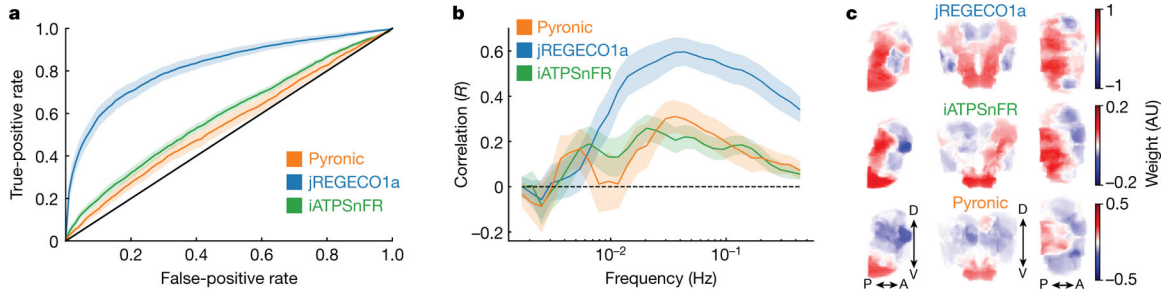 a
1.0
0.8
0.6
0.4
0.2
0
0.2
0.4
0.6
0.8
1.0
True-positive rate
False-positive rate
Pyronic
jREGECO1a
iATPSnFR
b
Pyronic
jREGECO1a
iATPSnFR
0.6
0.4
0.2
0
−0.2
Correlation (R)
10−2
10−1
Frequency (Hz)
c
jREGECO1a
1
−1
iATPSnFR
0.2
−0.2
Weight (AU)
Pyronic
0.5
−0.5
D
V
D
V
P
A
P
A